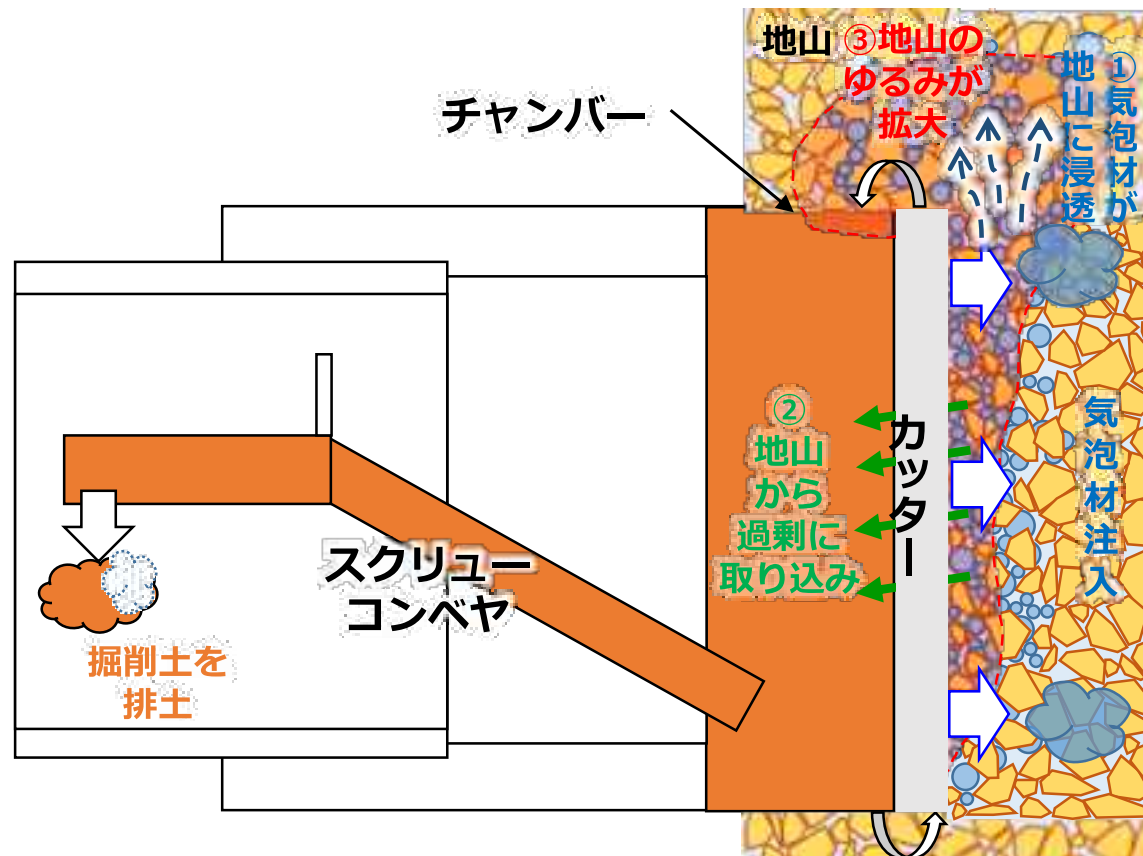 地山
③地山の
ゆるみが
拡大
①気泡材が
地山に浸透
チャンバー
②
地山
から
過剰に
取り込み
カッター
気泡材注入
スクリュー
コンベヤ
掘削土を
排土